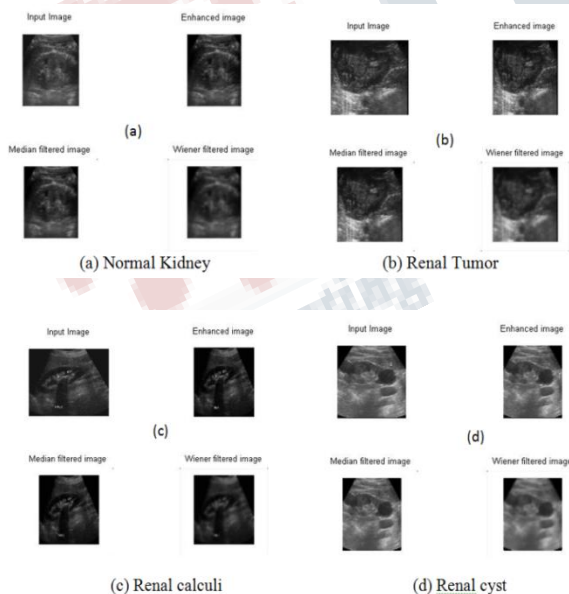 Input Image
Enhanced image
(a)
Median filtered image
Wiener filtered image
(a) Normal Kidney
Input Image
Enhanced image
(b)
Median filtered image
Wiener filtered image
(b) Renal Tumor
Input Image
Enhanced image
(c)
Median filtered image
Wiener filtered image
(c) Renal calculi
Input Image
Enhanced image
(d)
Median filtered image
Wiener filtered image
(d) Renal cyst